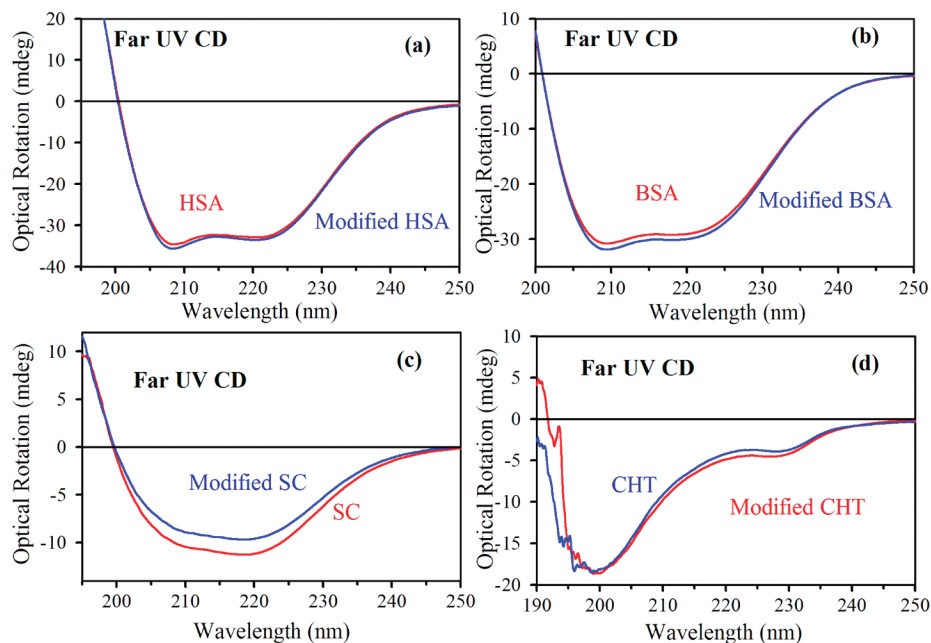 Far UV CD
(a)
20
10
0
-10
-20
-30
-40
Optical Rotation (mdeg)
HSA
Modified HSA
200
210
220
230
240
250
Wavelength (nm)
Far UV CD
(b)
10
0
-10
-20
-30
Optical Rotation (mdeg)
BSA
Modified BSA
200
210
220
230
240
250
Wavelength (nm)
Far UV CD
(c)
10
5
0
-5
-10
Optical Rotation (mdeg)
Modified SC
SC
200
210
220
230
240
250
Wavelength (nm)
Far UV CD
(d)
10
5
0
-5
-10
-15
-20
Optical Rotation (mdeg)
CHT
Modified CHT
190
200
210
220
230
240
250
Wavelength (nm)